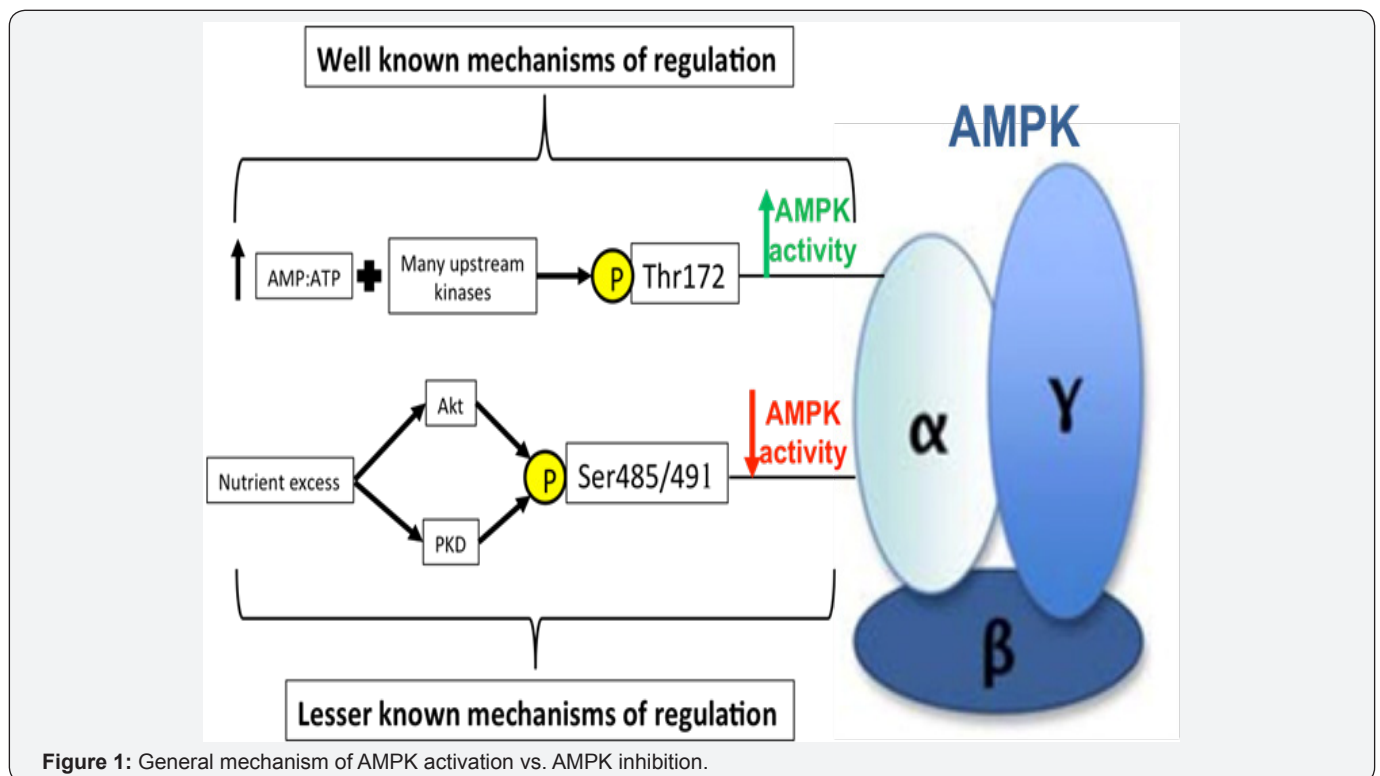 Well known mechanisms of regulation
AMPK
AMPK
activity
AMP:ATP
Many upstream
kinases
P
Thr172
Akt
AMPK
activity
Nutrient excess
P
Ser485/491
PKD
α
γ
β
Lesser known mechanisms of regulation
Figure 1: General mechanism of AMPK activation vs. AMPK inhibition.